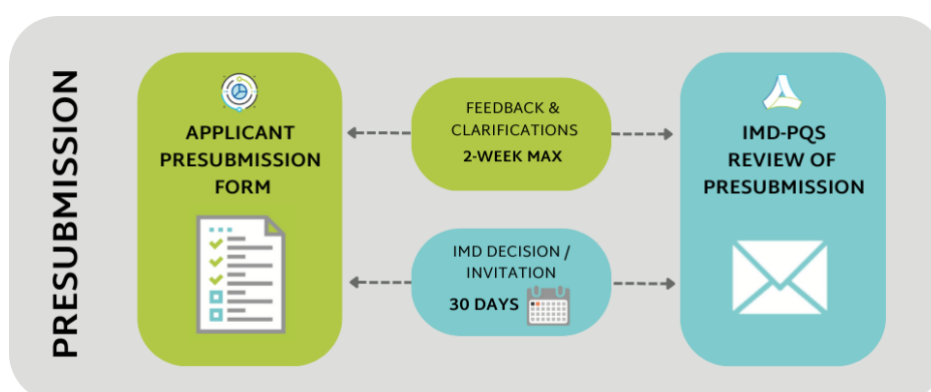 PRESUBMISSION
APPLICANT
PRESUBMISSION
FORM
FEEDBACK &
CLARIFICATIONS
2-WEEK MAX
IMD DECISION /
INVITATION
30 DAYS
IMD-PQS
REVIEW OF
PRESUBMISSION